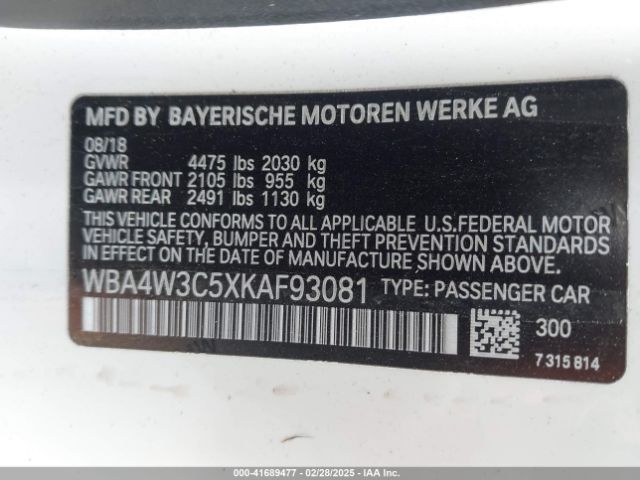 MFD BY BAYERISCHE MOTOREN WERKE AG
08/18
GVWR 4475 lbs 2030 kg
GAWR FRONT 2105 lbs 955 kg
GAWR REAR 2491 lbs 1130 kg
THIS VEHICLE CONFORMS TO ALL APPLICABLE U.S.FEDERAL MOTOR
VEHICLE SAFETY, BUMPER AND THEFT PREVENTION STANDARDS
IN EFFECT ON THE DATE OF MANUFACTURE SHOWN ABOVE.
WBA4W3C5XKAF93081 TYPE: PASSENGER CAR
300
7 315 814
000-41689477 - 02/28/2025 - IAAI.COM